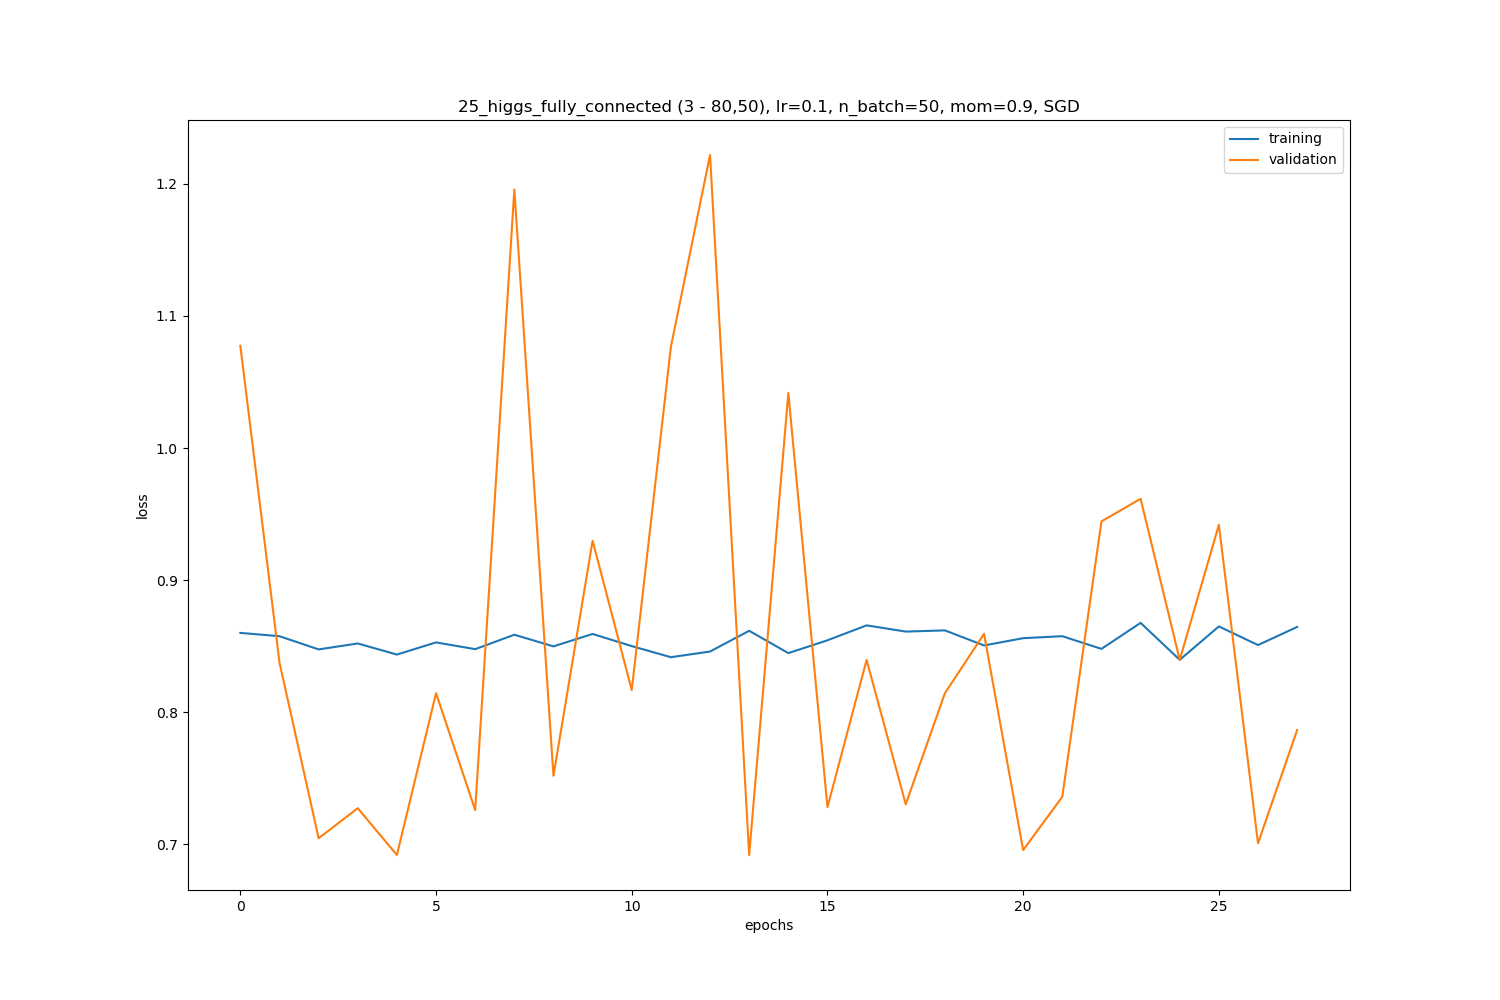 25_higgs_fully_connected (3 - 80,50), lr=0.1, n_batch=50, mom=0.9, SGD
training
validation
1.2
1.1
1.0
0.9
0.8
0.7
loss
0 5 10 15 20 25
epochs